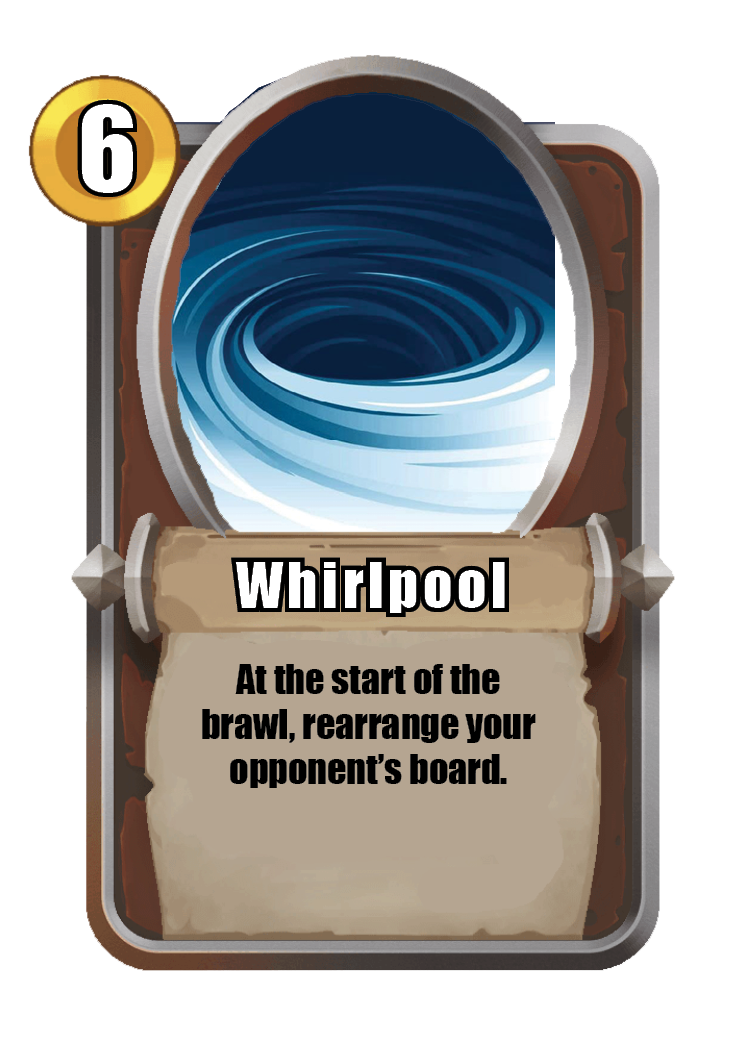 6
Whirlpool
At the start of the
brawl, rearrange your
opponent’s board.